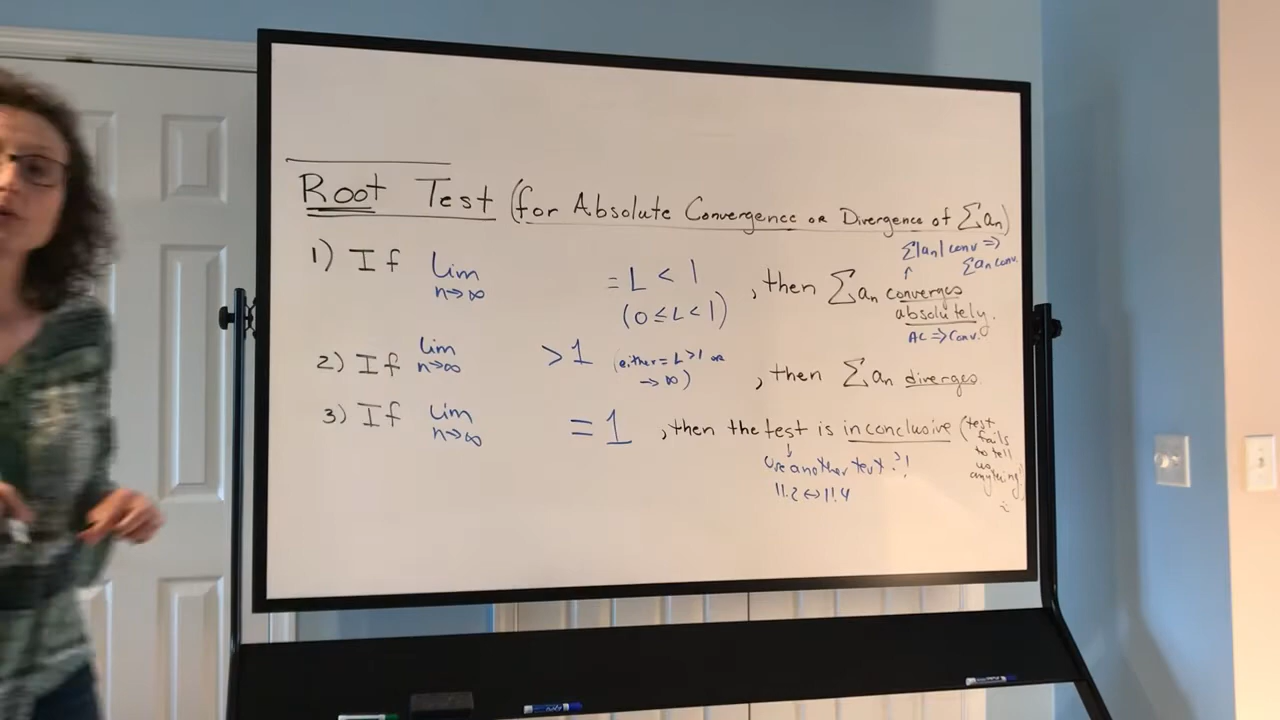 Root Test (for Absolute Convergence or Divergence of Σan)
Σ|an| conv ⇒
Σan conv.
1) If lim n→∞ = L < 1 , then Σan converges
(0 ≤ L < 1)
absolutely.
AC ⇒ Conv.
2) If lim n→∞ > 1 (either = L > 1 or → ∞) , then Σan diverges
3) If lim n→∞ = 1 , then the test is inconclusive (test
fails
to tell
us
anything!
Use another test ?!
11.2 ↔ 11.4